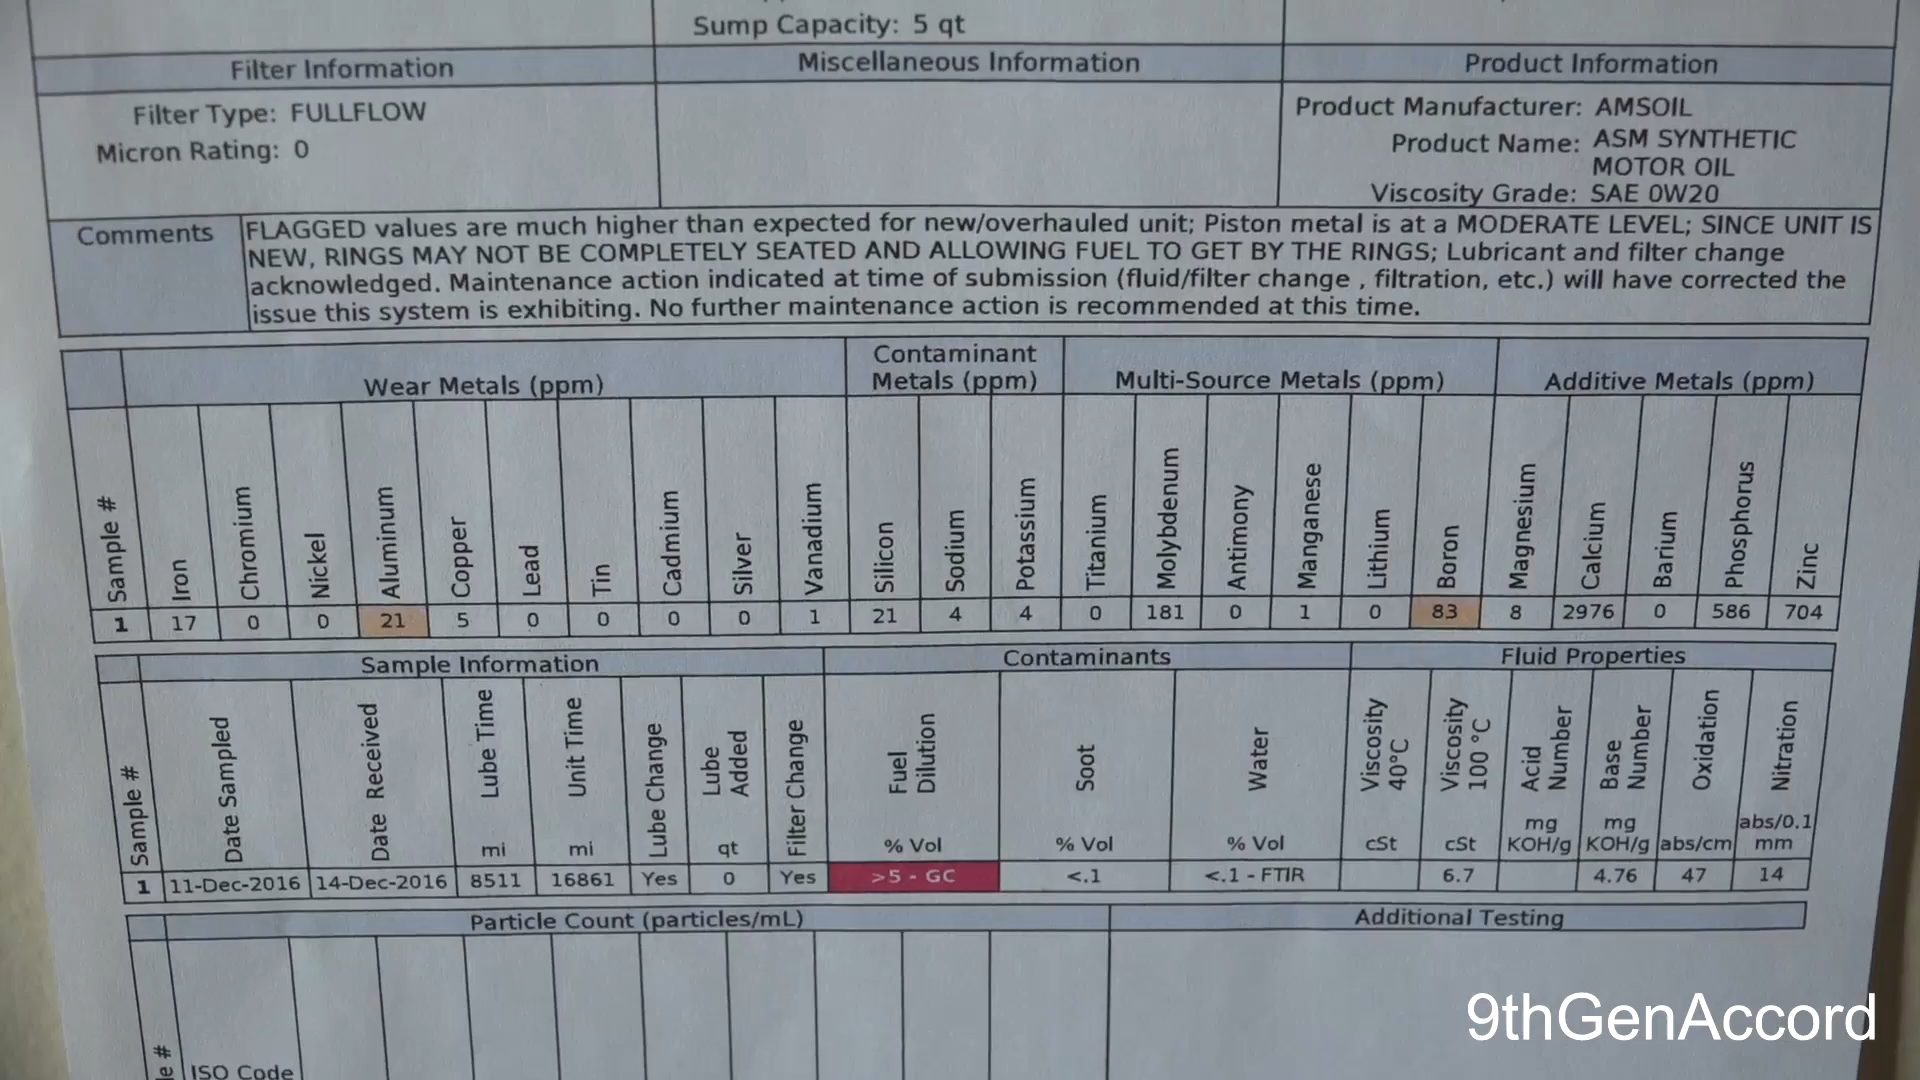 Sump Capacity: 5 qt
Filter Information
Miscellaneous Information
Product Information
Filter Type: FULLFLOW
Micron Rating: 0
Product Manufacturer: AMSOIL
Product Name: ASM SYNTHETIC
MOTOR OIL
Viscosity Grade: SAE 0W20
Comments
FLAGGED values are much higher than expected for new/overhauled unit; Piston metal is at a MODERATE LEVEL; SINCE UNIT IS
NEW, RINGS MAY NOT BE COMPLETELY SEATED AND ALLOWING FUEL TO GET BY THE RINGS; Lubricant and filter change
acknowledged. Maintenance action indicated at time of submission (fluid/filter change , filtration, etc.) will have corrected the
issue this system is exhibiting. No further maintenance action is recommended at this time.
Wear Metals (ppm)
Contaminant
Metals (ppm)
Multi-Source Metals (ppm)
Additive Metals (ppm)
Sample #
Iron
Chromium
Nickel
Aluminum
Copper
Lead
Tin
Cadmium
Silver
Vanadium
Silicon
Sodium
Potassium
Titanium
Molybdenum
Antimony
Manganese
Lithium
Boron
Magnesium
Calcium
Barium
Phosphorus
Zinc
1 17 0 0 21 5 0 0 0 0 1 21 4 4 0 181 0 1 0 83 8 2976 0 586 704
Sample Information
Contaminants
Fluid Properties
Sample #
Date Sampled
Date Received
Lube Time
mi
Unit Time
mi
Lube Change
Lube
Added
qt
Filter Change
Fuel
Dilution
% Vol
Soot
% Vol
Water
% Vol
Viscosity
40°C
cSt
Viscosity
100 °C
cSt
Acid
Number
mg
KOH/g
Base
Number
mg
KOH/g
Oxidation
abs/cm
Nitration
abs/0.1
mm
1 11-Dec-2016 14-Dec-2016 8511 16861 Yes 0 Yes >5 - GC <.1 <.1 - FTIR 6.7 4.76 47 14
Particle Count (particles/mL)
Additional Testing
ISO Code
9thGenAccord